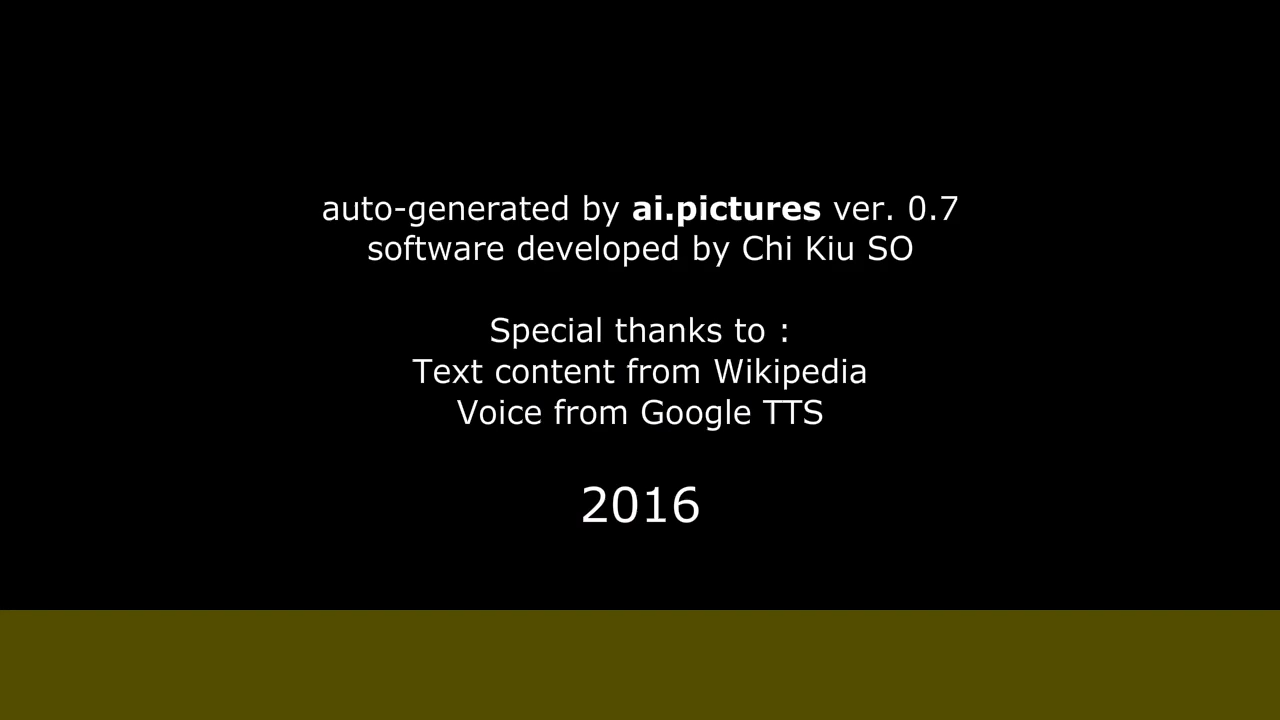 auto-generated by ai.pictures ver. 0.7
software developed by Chi Kiu SO
Special thanks to :
Text content from Wikipedia
Voice from Google TTS
2016